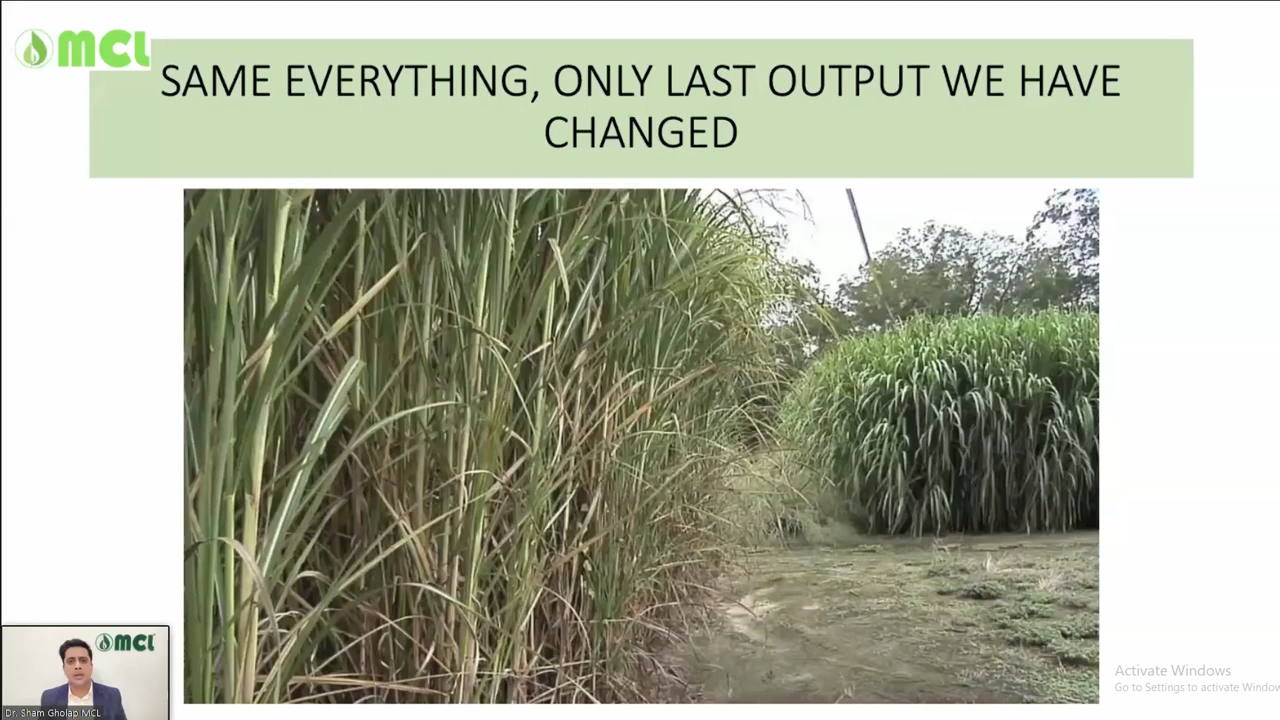 MCL
SAME EVERYTHING, ONLY LAST OUTPUT WE HAVE
CHANGED
MCL
Dr. Sham Gholap MCL
Activate Windows
Go to Settings to activate Window